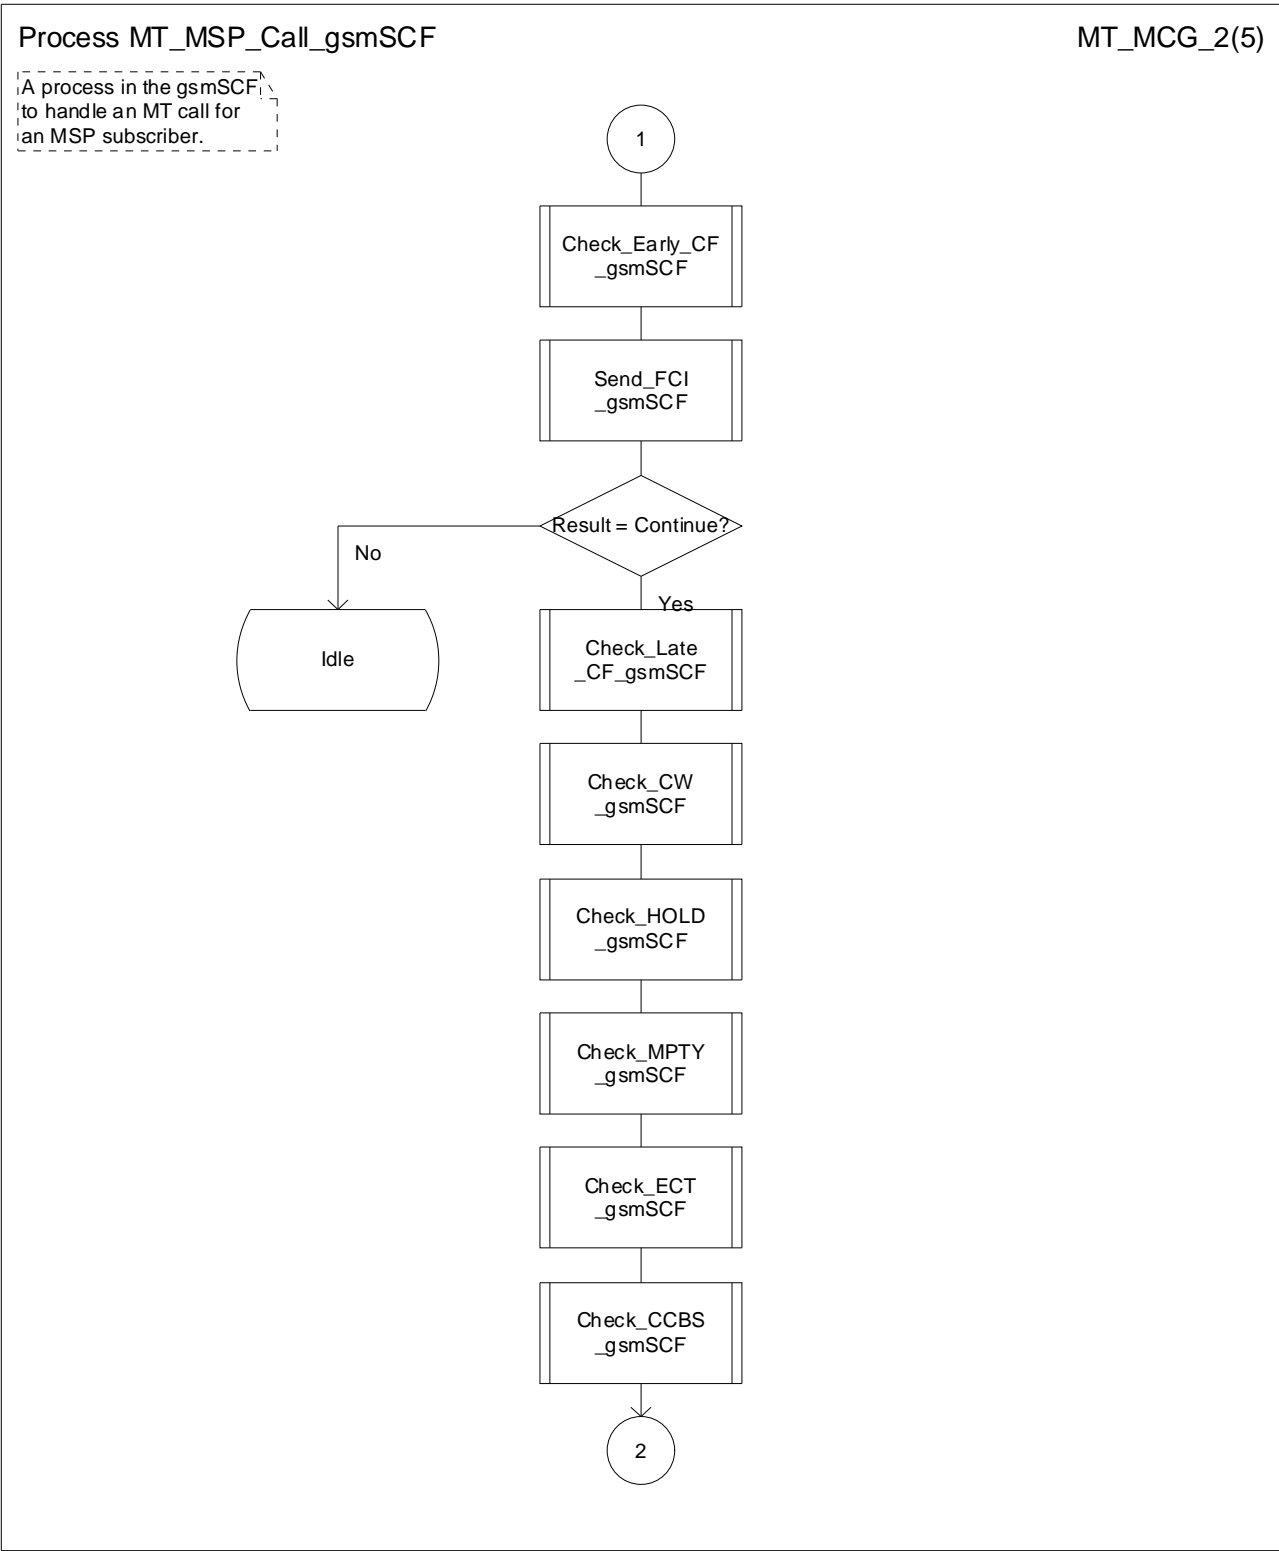 Process MT_MSP_Call_gsmSCF
MT_MCG_2(5)
A process in the gsmSCF
to handle an MT call for
an MSP subscriber.
1
Check_Early_CF
_gsmSCF
Send_FCI
_gsmSCF
Result = Continue?
No
Yes
Idle
Check_Late
_CF_gsmSCF
Check_CW
_gsmSCF
Check_HOLD
_gsmSCF
Check_MPTY
_gsmSCF
Check_ECT
_gsmSCF
Check_CCBS
_gsmSCF
2